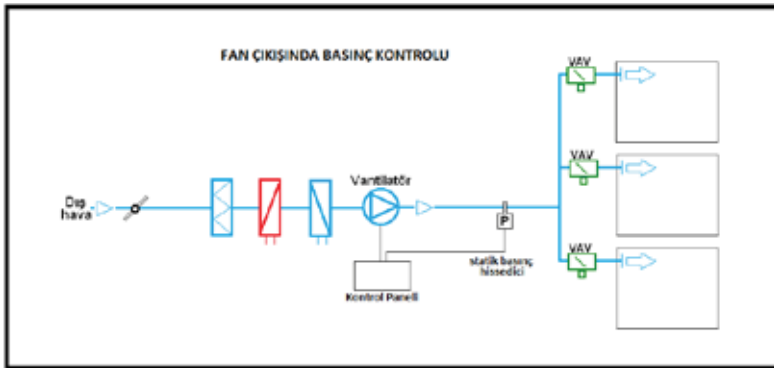 FAN ÇIKIŞINDA BASINÇ KONTROLU
VAV
VAV
VAV
Dış
hava
Vantilatör
P
statik basınç
hissedici
Kontrol Paneli